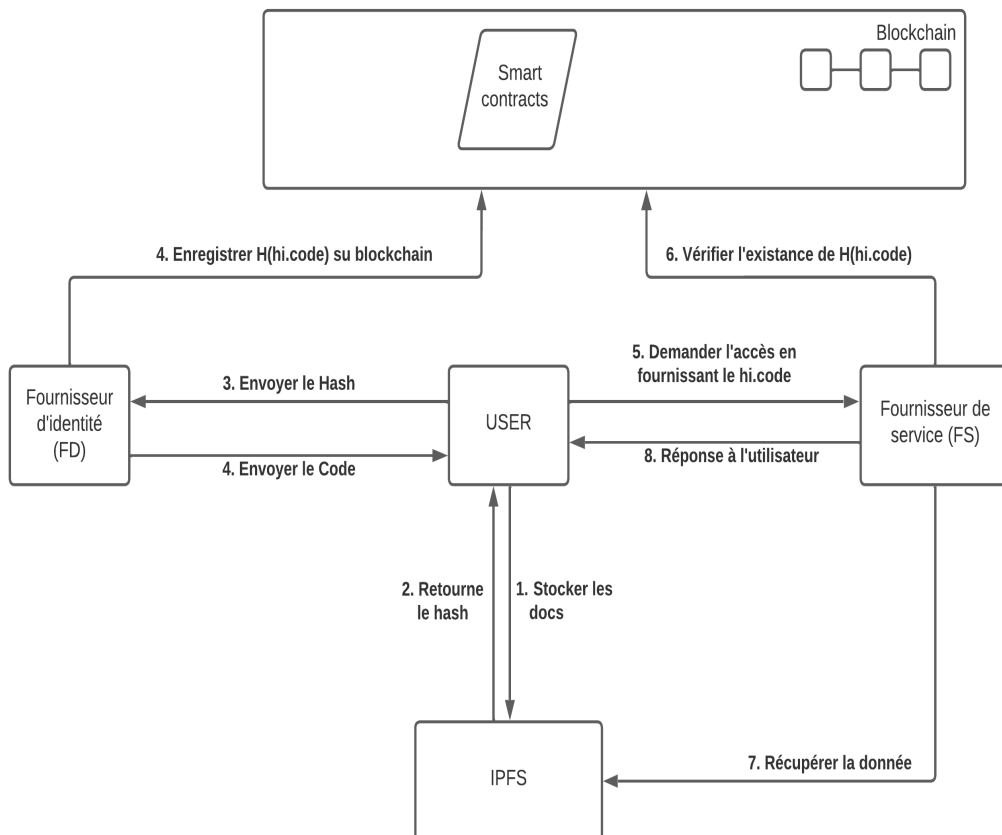 Blockchain
Smart
contracts
4. Enregistrer H(hi.code) su blockchain
6. Vérifier l'existance de H(hi.code)
5. Demander l'accès en
fournissant le hi.code
Fournisseur
d'identité
(FD)
3. Envoyer le Hash
USER
Fournisseur de
service (FS)
8. Réponse à l'utilisateur
4. Envoyer le Code
2. Retourne
le hash
1. Stocker les
docs
7. Récupérer la donnée
IPFS